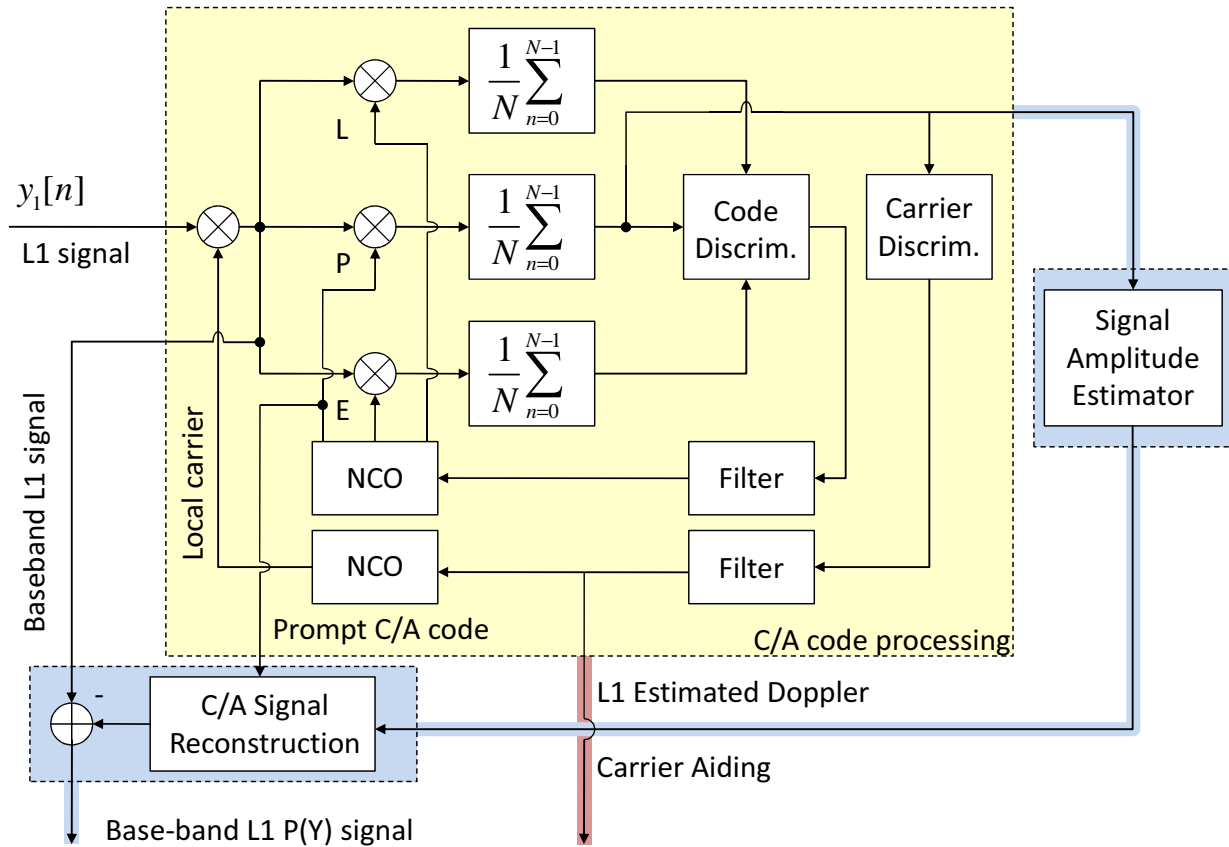 1/N ∑ n=0 N−1
L
y₁[n]
L1 signal
P
1/N ∑ n=0 N−1
Code
Discrim.
Carrier
Discrim.
E
1/N ∑ n=0 N−1
Signal
Amplitude
Estimator
Baseband L1 signal
Local carrier
NCO
Filter
NCO
Filter
Prompt C/A code
C/A code processing
-
C/A Signal
Reconstruction
L1 Estimated Doppler
Carrier Aiding
Base-band L1 P(Y) signal